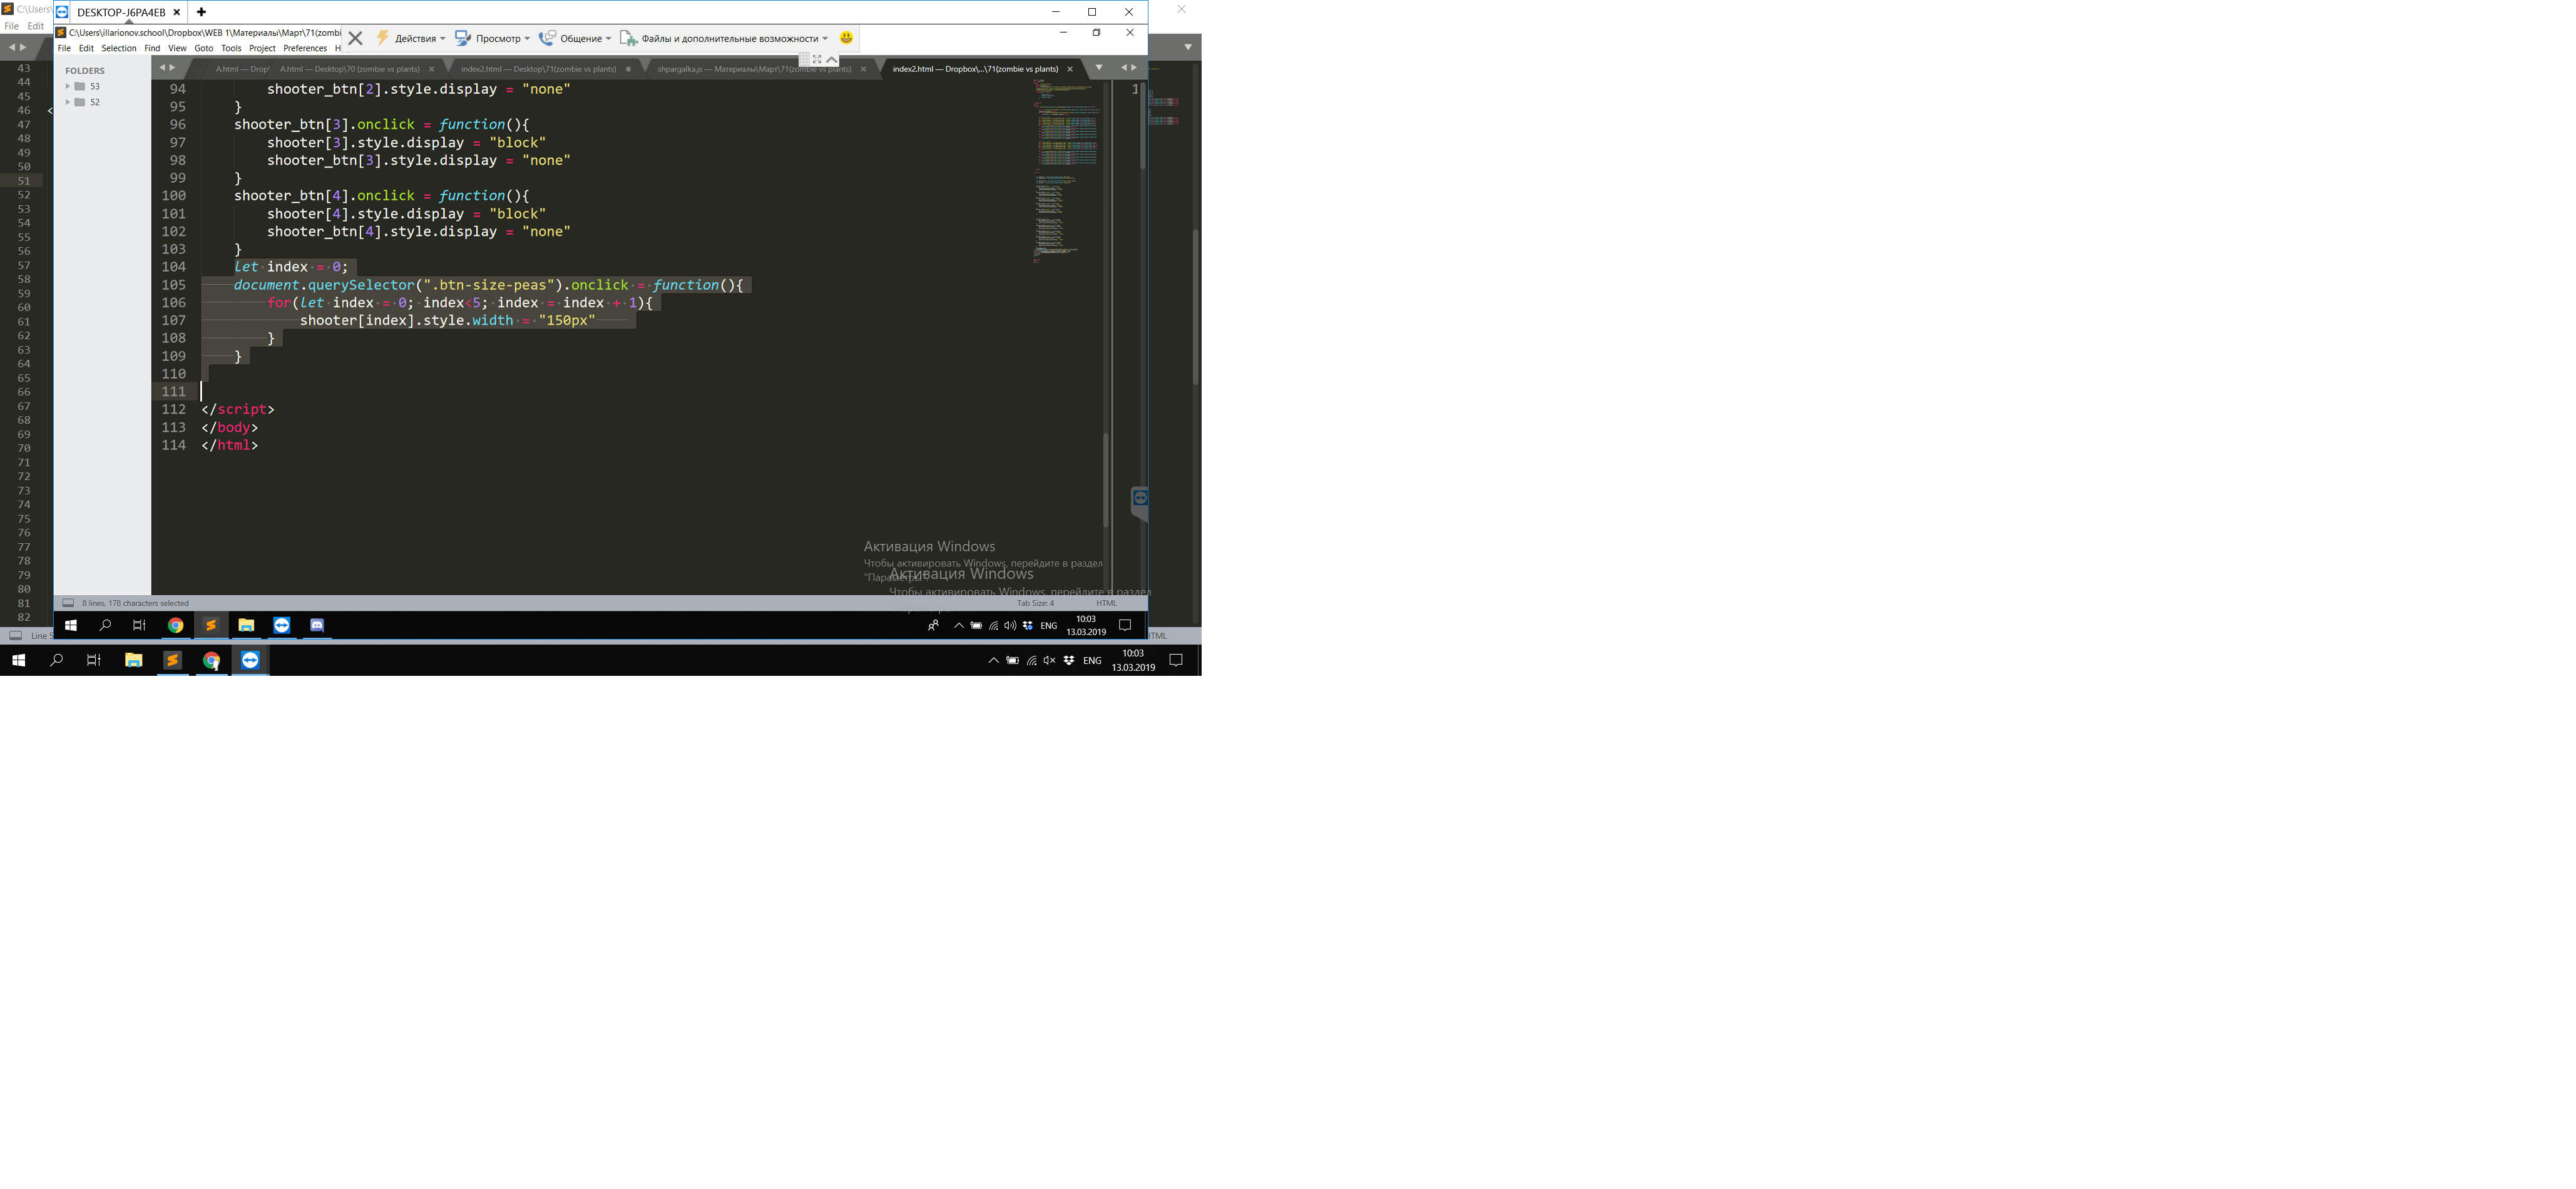 C:\Users\
File Edit
DESKTOP-J6PA4EB
C:\Users\illarionov.school\Dropbox\WEB 1\Материалы\Март\71(zombi
Действия Просмотр Общение Файлы и дополнительные возможности
File Edit Selection Find View Goto Tools Project Preferences H
FOLDERS
53
52
A.html — Drop
A.html — Desktop\70 (zombie vs plants)
index2.html — Desktop\71(zombie vs plants)
shpargalka.js — Материалы\Март\71(zombie vs plants)
index2.html — Dropbox\...\71(zombie vs plants)
94 shooter_btn[2].style.display = "none"
95 }
96 shooter_btn[3].onclick = function(){
97 shooter[3].style.display = "block"
98 shooter_btn[3].style.display = "none"
99 }
100 shooter_btn[4].onclick = function(){
101 shooter[4].style.display = "block"
102 shooter_btn[4].style.display = "none"
103 }
104 let index = 0;
105 document.querySelector(".btn-size-peas").onclick = function(){
106 for(let index = 0; index<5; index = index + 1){
107 shooter[index].style.width = "150px"
108 }
109 }
110
111
112 </script>
113 </body>
114 </html>
1
43
44
45
46 <
47
48
49
50
51
52
53
54
55
56
57
58
59
60
61
62
63
64
65
66
67
68
69
70
71
72
73
74
75
76
77
78
79
80
81
82
Активация Windows
Чтобы активировать Windows, перейдите в раздел
"Параметры".
Активация Windows
Чтобы активировать Windows, перейдите в раздел
8 lines, 178 characters selected
Tab Size: 4 HTML
Line 5
HTML
ENG 10:03
13.03.2019
ENG 10:03
13.03.2019